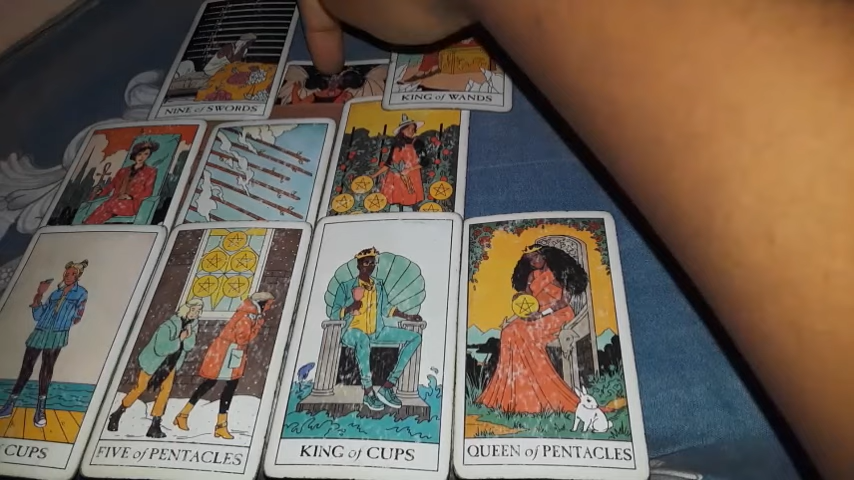 NINE of SWORDS
KING of WANDS
CUPS
FIVE of PENTACLES
KING of CUPS
QUEEN of PENTACLES